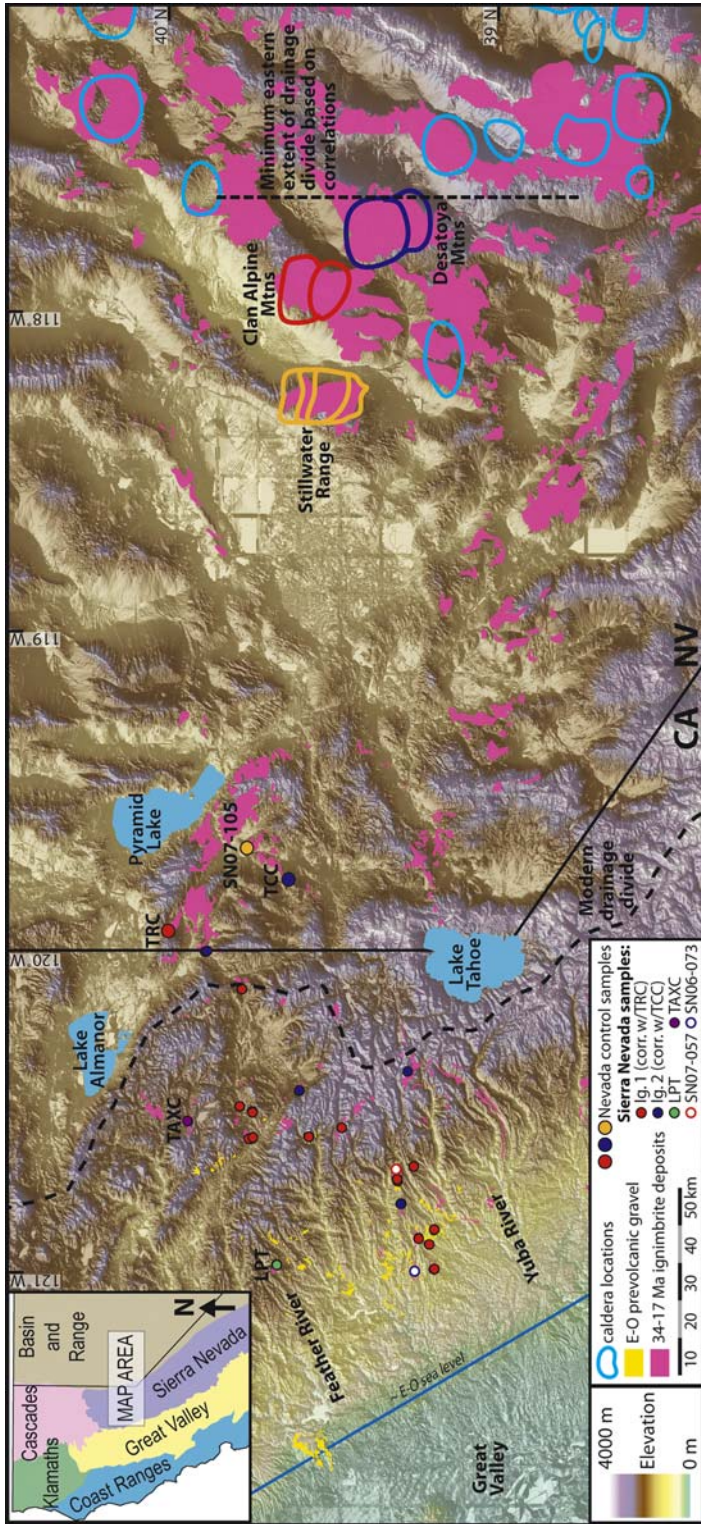 Cascades
Klamaths
Basin
and
Range
MAP AREA
Sierra Nevada
Great Valley
Coast Ranges
N
121°W
120°W
119°W
118°W
40°N
39°N
Lake
Almanor
Pyramid
Lake
TRC
SN07-105
TCC
TAXC
LPT
Feather River
Yuba River
~ E-O sea level
Great
Valley
Lake
Tahoe
Modern
drainage
divide
CA
NV
Stillwater
Range
Clan Alpine
Mtns
Desatoya
Mtns
Minimum eastern
extent of drainage
divide based on
correlations
4000 m
Elevation
0 m
caldera locations
E-O prevolcanic gravel
34-17 Ma ignimbrite deposits
10 20 30 40 50 km
Nevada control samples
Sierra Nevada samples:
Ig. 1 (corr. w/TRC)
Ig. 2 (corr. w/TCC)
LPT
TAXC
SN07-057
SN06-073